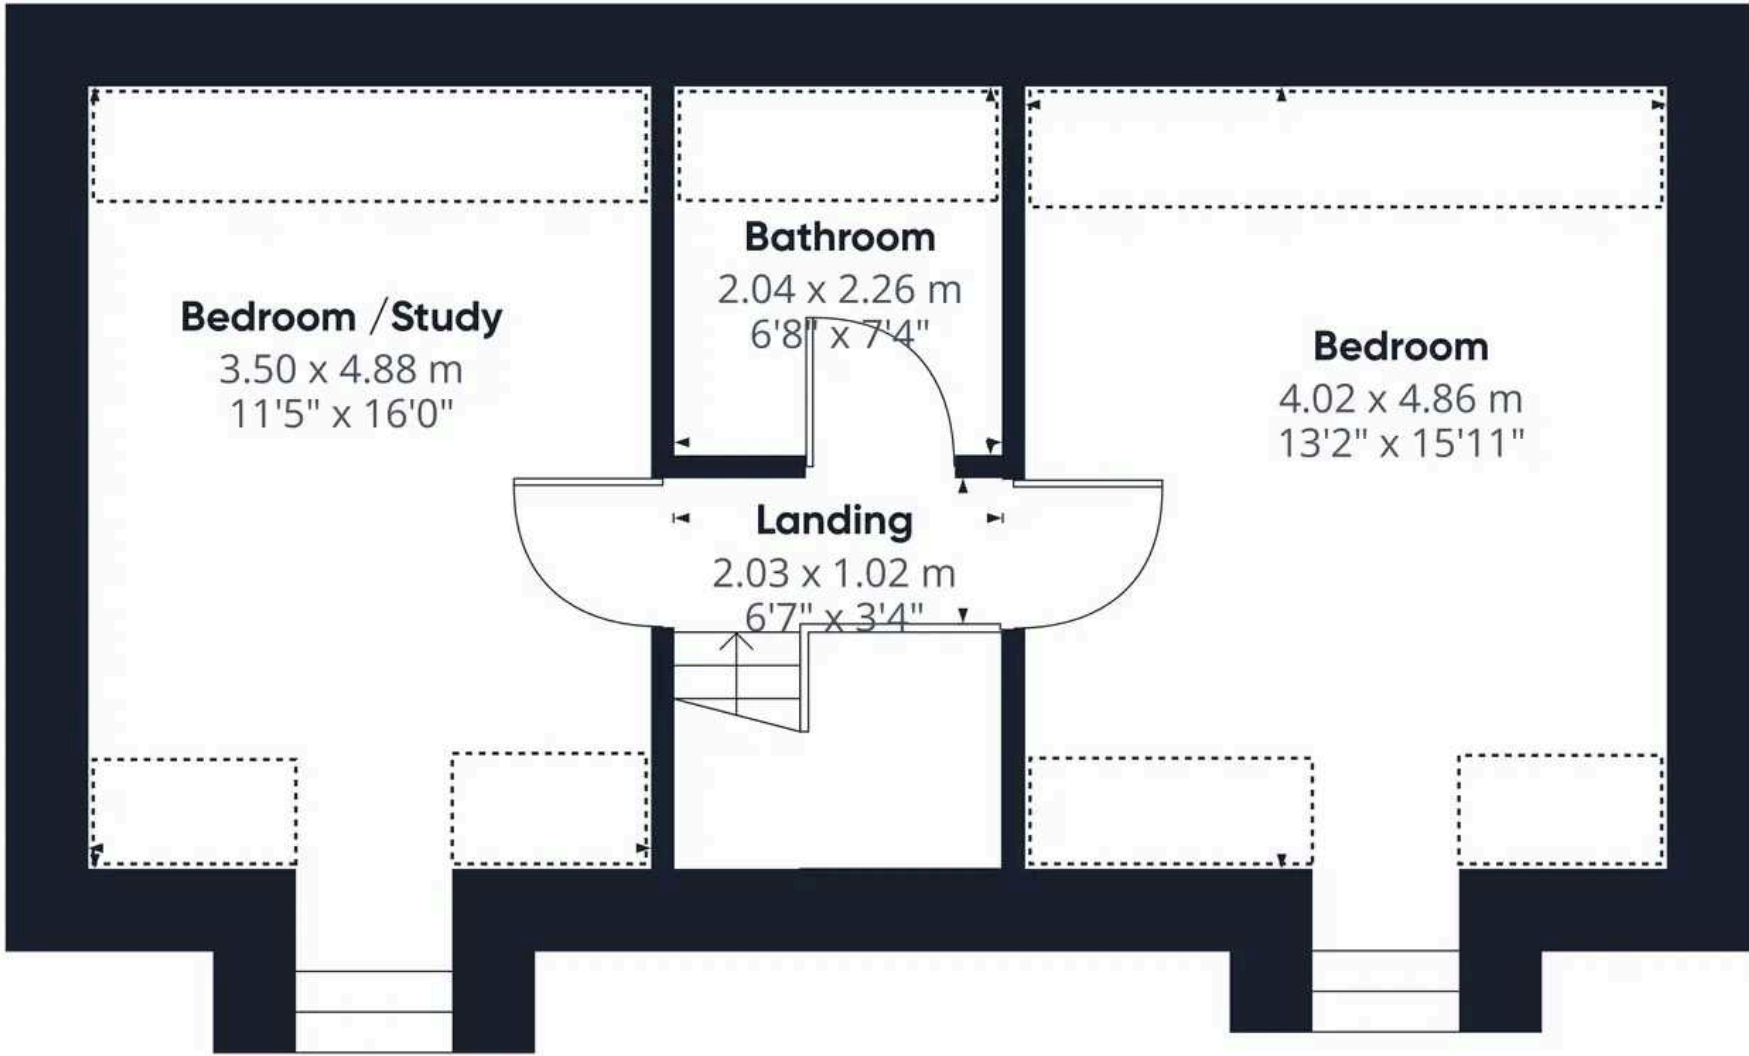 Bedroom /Study
3.50 x 4.88 m
11'5" x 16'0"
Bathroom
2.04 x 2.26 m
6'8" x 7'4"
Bedroom
4.02 x 4.86 m
13'2" x 15'11"
Landing
2.03 x 1.02 m
6'7" x 3'4"